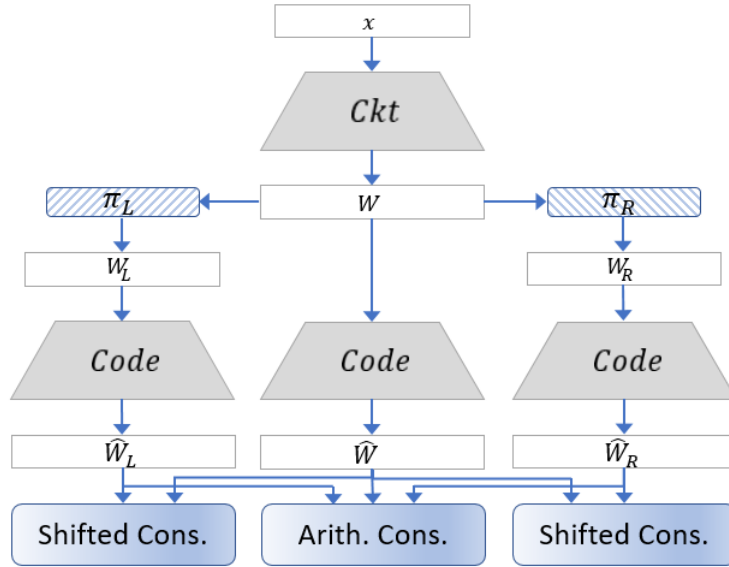 x
Ckt
π_L W π_R
W_L W_R
Code Code Code
Ŵ_L Ŵ Ŵ_R
Shifted Cons. Arith. Cons. Shifted Cons.